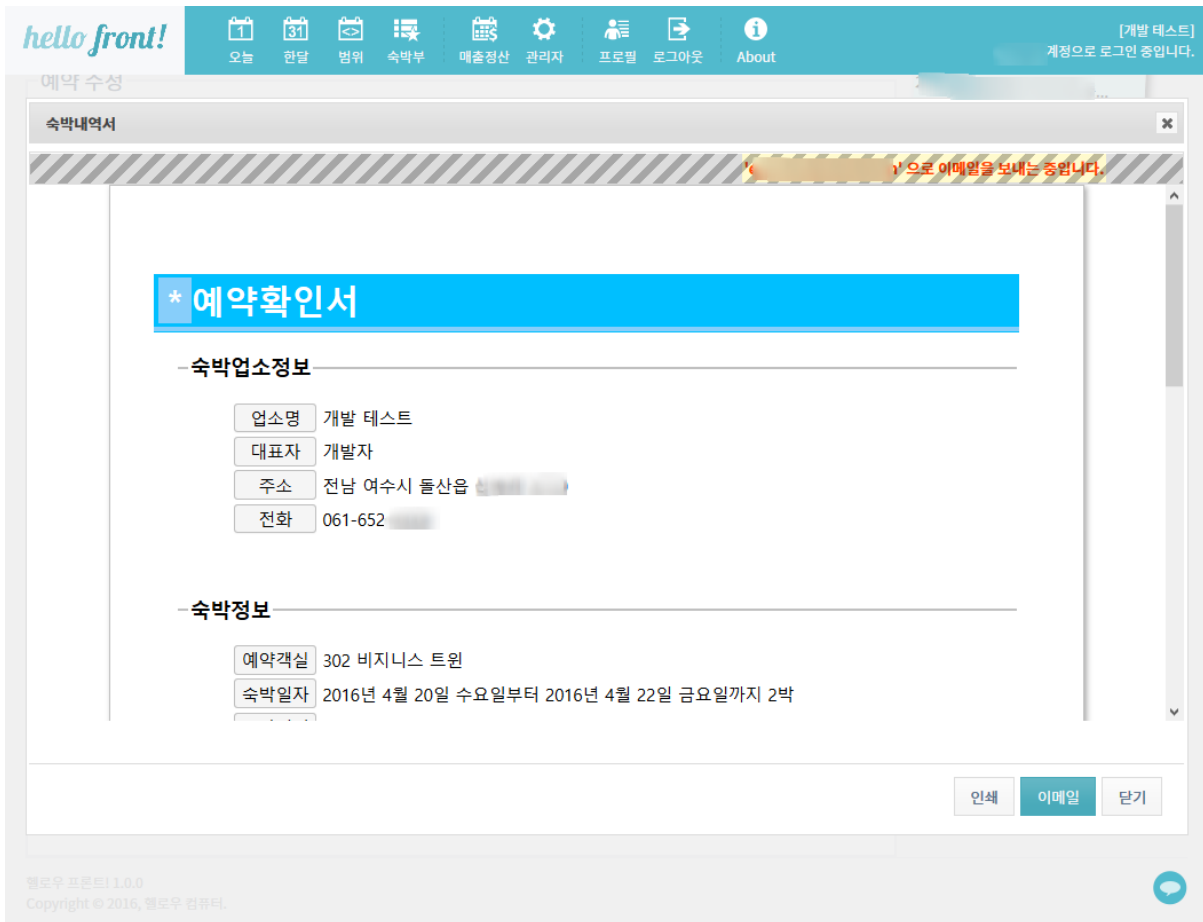 hello front!
1 31 <>
오늘 한달 범위 숙박부 매출정산 관리자 프로필 로그아웃 About
[개발 테스트]
계정으로 로그인 중입니다.
예약 수정
숙박내역서
' 으로 이메일을 보내는 중입니다.
* 예약확인서
숙박업소정보
업소명 개발 테스트
대표자 개발자
주소 전남 여수시 돌산읍
전화 061-652
숙박정보
예약객실 302 비지니스 트윈
숙박일자 2016년 4월 20일 수요일부터 2016년 4월 22일 금요일까지 2박
인쇄 이메일 닫기
헬로우 프론트! 1.0.0
Copyright © 2016, 헬로우 컴퓨터.